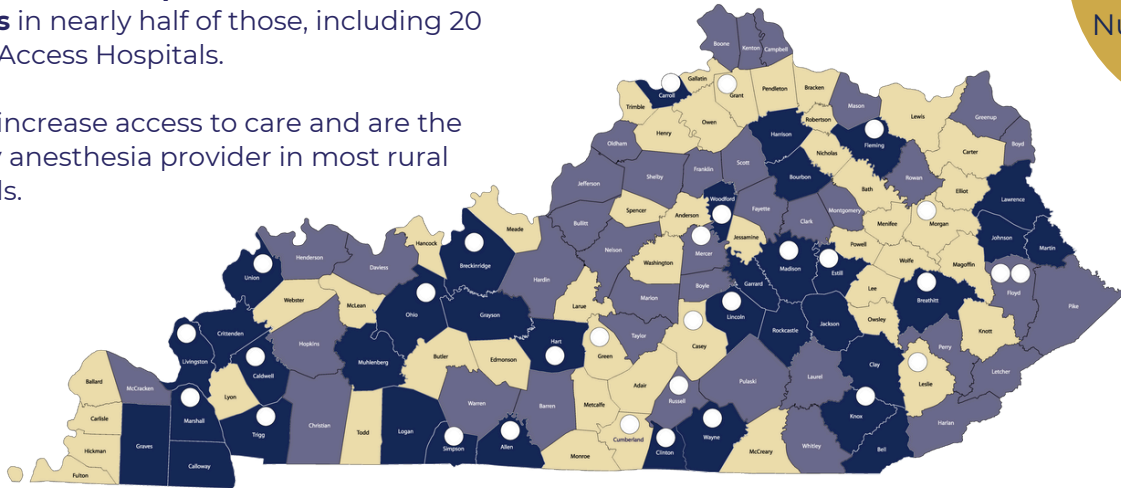 s in nearly half of those, including 20
Access Hospitals.
increase access to care and are the
anesthesia provider in most rural
Nu
Boone
Kenton
Campbell
Gallatin
Carroll
Grant
Pendleton
Bracken
Trimble
Owen
Robertson
Mason
Lewis
Greenup
Henry
Harrison
Fleming
Boyd
Oldham
Nicholas
Carter
Franklin
Scott
Jefferson
Shelby
Bourbon
Rowan
Bath
Elliot
Woodford
Lawrence
Spencer
Anderson
Fayette
Clark
Montgomery
Bullitt
Menifee
Morgan
Meade
Jessamine
Johnson
Martin
Hancock
Nelson
Mercer
Powell
Henderson
Daviess
Breckinridge
Washington
Madison
Estill
Wolfe
Magoffin
Union
Hardin
Boyle
Garrard
Lee
Floyd
Webster
McLean
Larue
Marion
Breathitt
Pike
Ohio
Grayson
Lincoln
Jackson
Owsley
Crittenden
Taylor
Rockcastle
Knott
Hart
Casey
Perry
Livingston
Hopkins
Muhlenberg
Butler
Edmonson
Green
Clay
Letcher
Caldwell
Ballard
McCracken
Adair
Pulaski
Laurel
Leslie
Lyon
Warren
Barren
Metcalfe
Russell
Carlisle
Marshall
Trigg
Christian
Todd
Logan
Knox
Harlan
Hickman
Graves
Simpson
Allen
Cumberland
Clinton
Wayne
Whitley
Bell
Calloway
Monroe
McCreary
Fulton